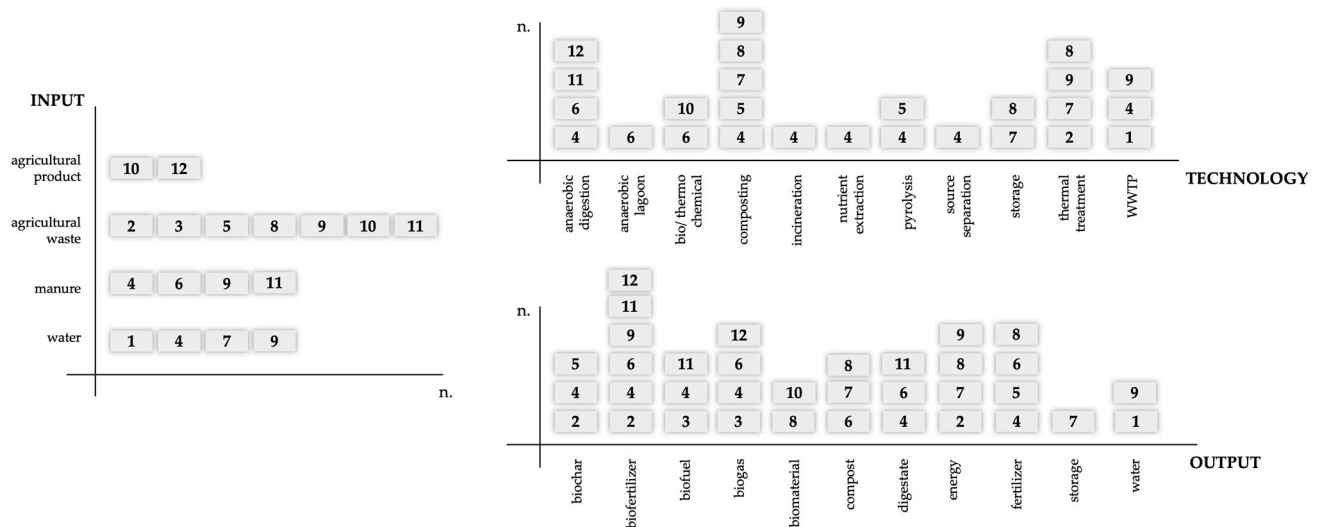 INPUT
agricultural
product
10 12
agricultural
waste
2 3 5 8 9 10 11
manure
4 6 9 11
water
1 4 7 9
n.
n.
9
12 8 8
11 7 9 9
6 10 5 5 8 7 4
4 6 6 4 4 4 4 4 7 2 1
anaerobic
digestion
anaerobic
lagoon
bio/ thermo
chemical
composting
incineration
nutrient
extraction
pyrolysis
source
separation
storage
thermal
treatment
WWTP
TECHNOLOGY
n.
12
11
9 12 9 8
5 6 11 6 8 11 8 6
4 4 4 4 10 7 6 7 5 9
2 2 3 3 8 6 4 2 4 7 1
biochar
biofertilizer
biofuel
biogas
biomaterial
compost
digestate
energy
fertilizer
storage
water
OUTPUT